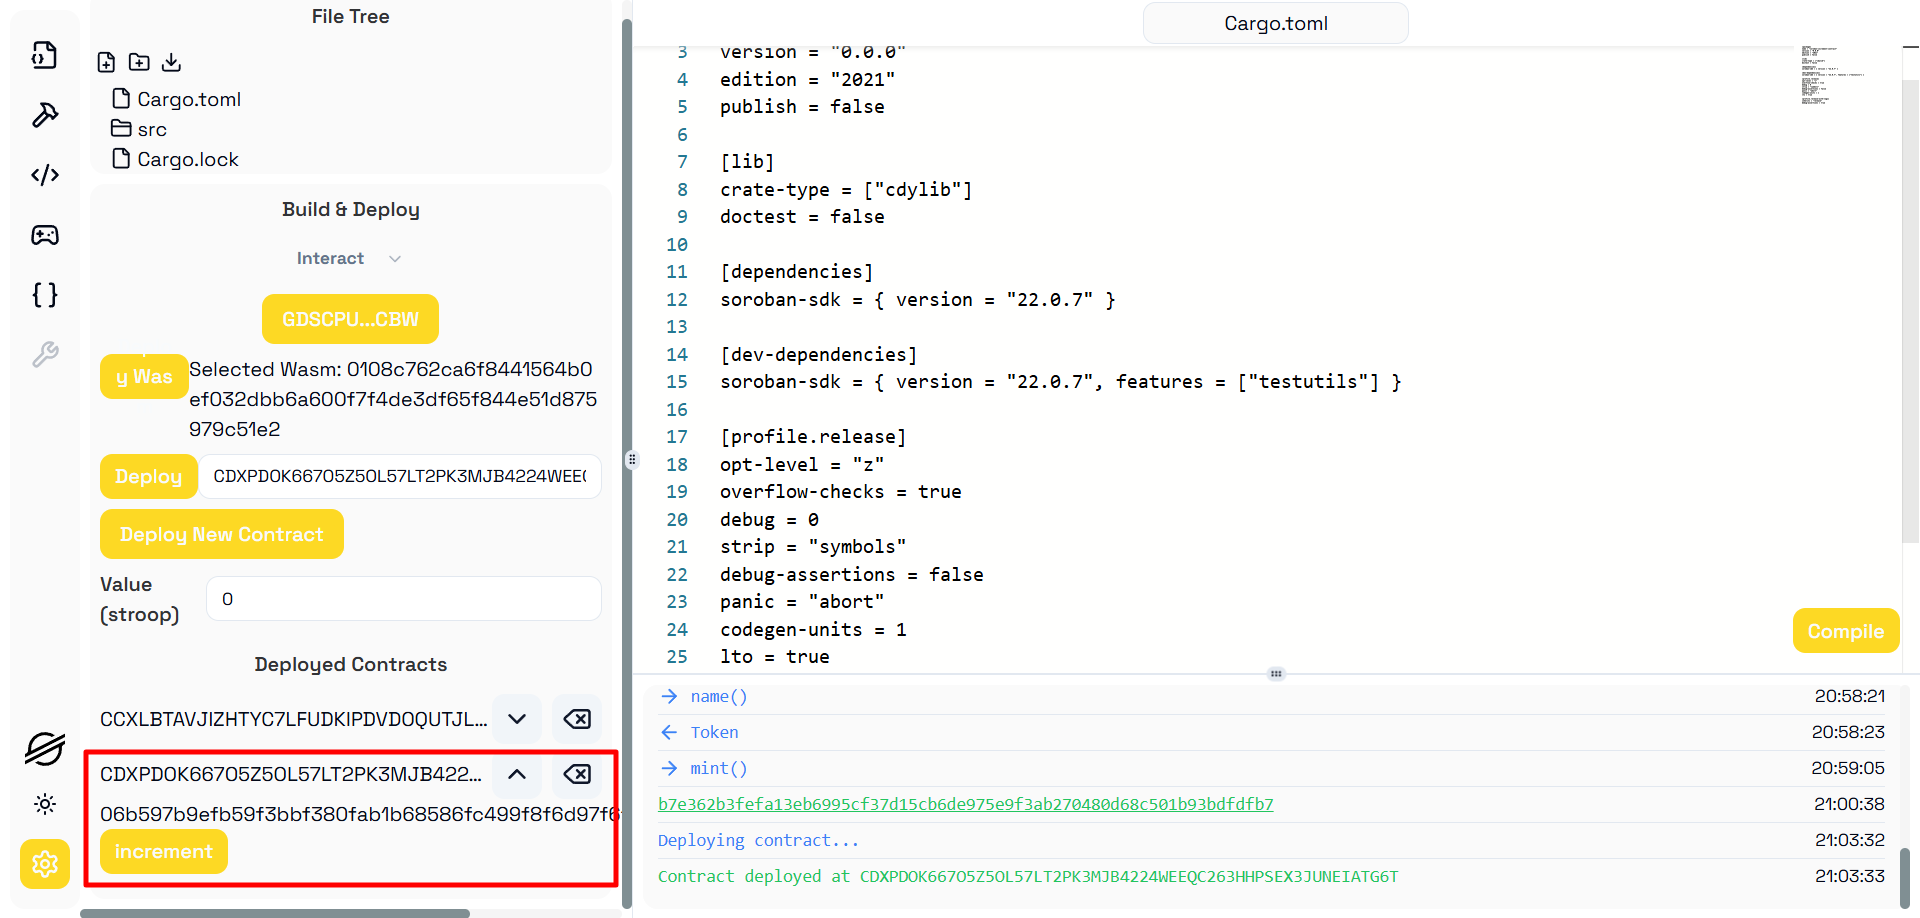 File Tree
Cargo.toml
src
Cargo.lock
Build & Deploy
Interact
GDSCPU...CBW
y Was
Selected Wasm: 0108c762ca6f8441564b0
ef032dbb6a600f7f4de3df65f844e51d875
979c51e2
Deploy
CDXPDOK667O5Z5OL57LT2PK3MJB4224WEE
Deploy New Contract
Value
(stroop)
0
Deployed Contracts
CCXLBTAVJIZHTYC7LFUDKIPDVDOQUTJL...
CDXPDOK667O5Z5OL57LT2PK3MJB422...
06b597b9efb59f3bbf380fab1b68586fc499f8f6d97f6
increment
Cargo.toml
3 version = "0.0.0"
4 edition = "2021"
5 publish = false
6
7 [lib]
8 crate-type = ["cdylib"]
9 doctest = false
10
11 [dependencies]
12 soroban-sdk = { version = "22.0.7" }
13
14 [dev-dependencies]
15 soroban-sdk = { version = "22.0.7", features = ["testutils"] }
16
17 [profile.release]
18 opt-level = "z"
19 overflow-checks = true
20 debug = 0
21 strip = "symbols"
22 debug-assertions = false
23 panic = "abort"
24 codegen-units = 1
25 lto = true
Compile
→ name() 20:58:21
← Token 20:58:23
→ mint() 20:59:05
b7e362b3fefa13eb6995cf37d15cb6de975e9f3ab270480d68c501b93bdfdfb7 21:00:38
Deploying contract... 21:03:32
Contract deployed at CDXPDOK667O5Z5OL57LT2PK3MJB4224WEEQC263HHPSEX3JUNEIATG6T 21:03:33